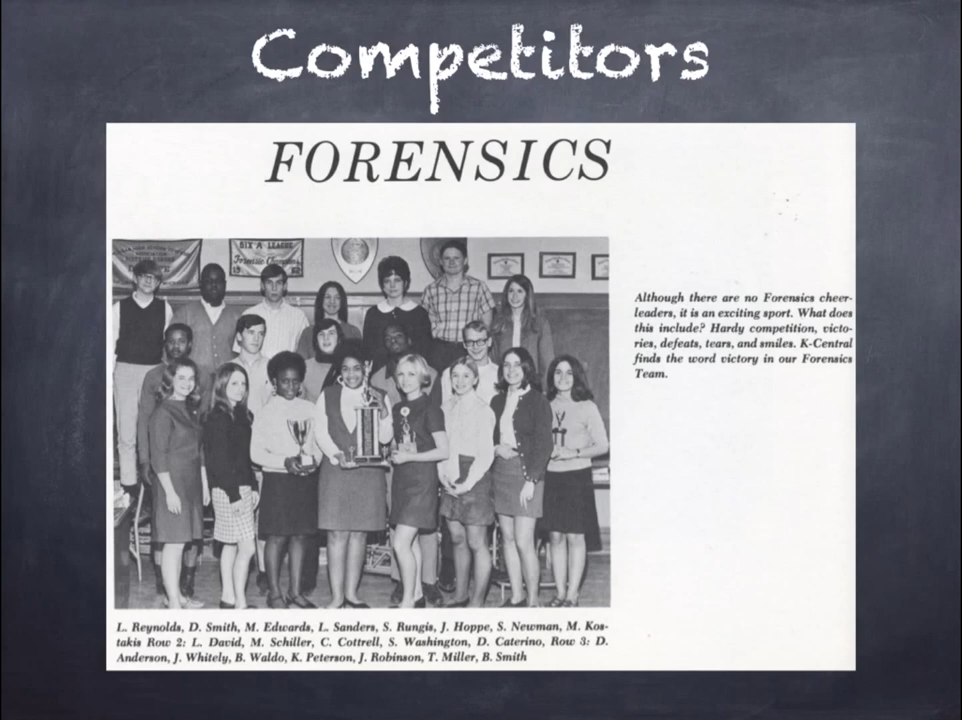 Competitors
FORENSICS
SIX A LEAGUE
Forensic Champions
Although there are no Forensics cheer-
leaders, it is an exciting sport. What does
this include? Hardy competition, victo-
ries, defeats, tears, and smiles. K-Central
finds the word victory in our Forensics
Team.
L. Reynolds, D. Smith, M. Edwards, L. Sanders, S. Rungis, J. Hoppe, S. Newman, M. Kos-
takis Row 2: L. David, M. Schiller, C. Cottrell, S. Washington, D. Caterino, Row 3: D.
Anderson, J. Whitely, B. Waldo, K. Peterson, J. Robinson, T. Miller, B. Smith